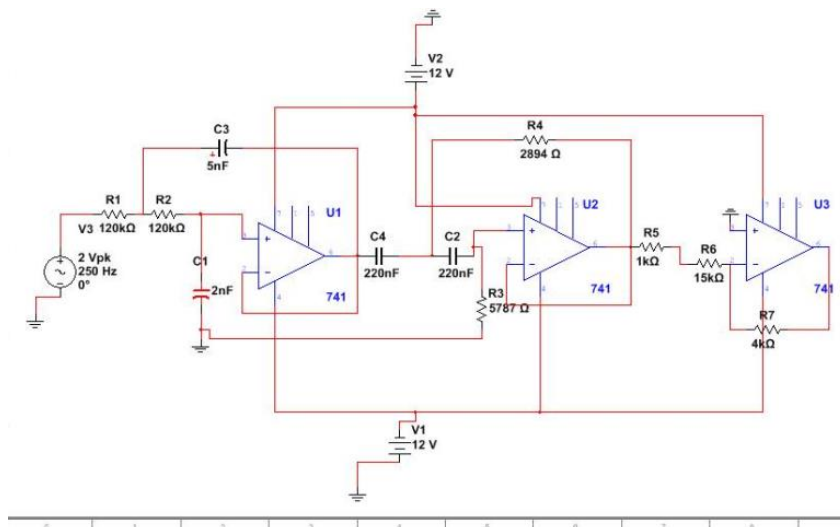 V2
12 V
C3
5nF
R4
2894 Ω
R1
120kΩ
R2
120kΩ
V3
2 Vpk
250 Hz
0°
C1
2nF
U1
741
C4
220nF
C2
220nF
R3
5787 Ω
U2
741
R5
1kΩ
R6
15kΩ
U3
741
R7
4kΩ
V1
12 V